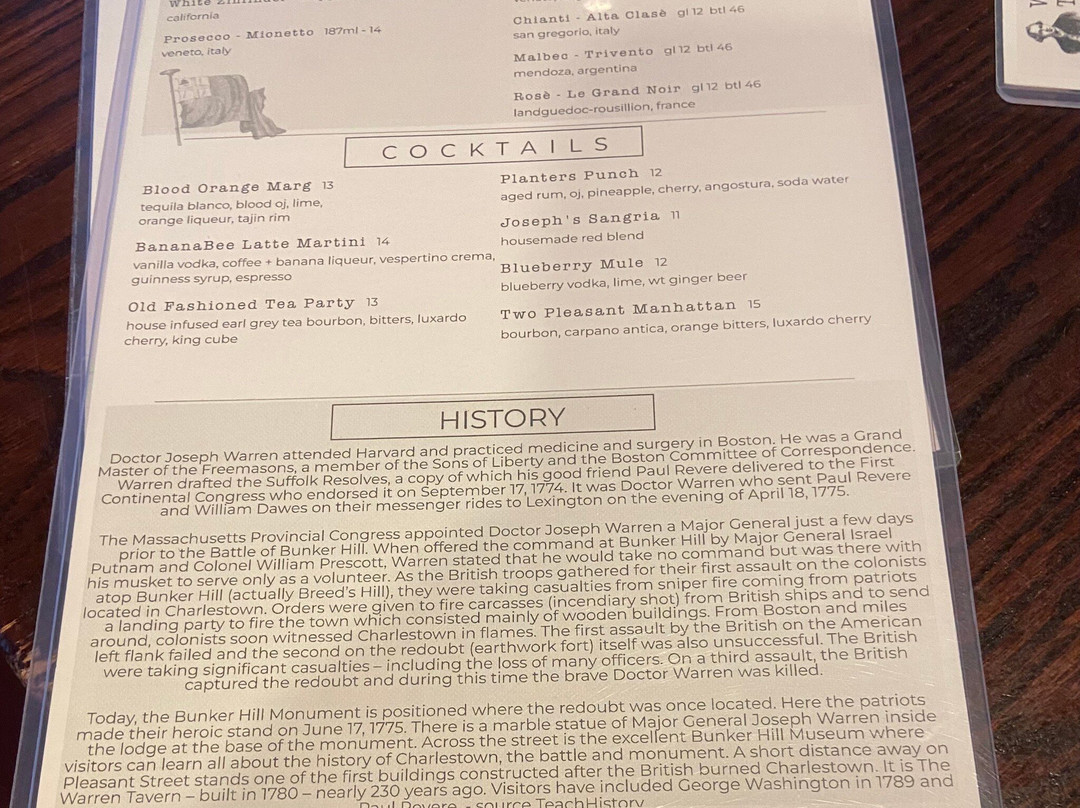 california
Prosecco - Mionetto 187ml - 14
veneto, italy
Chianti - Alta Clasè gl 12 btl 46
san gregorio, italy
Malbec - Trivento gl 12 btl 46
mendoza, argentina
Rosè - Le Grand Noir gl 12 btl 46
landguedoc-rousillion, france
COCKTAILS
Blood Orange Marg 13
tequila blanco, blood oj, lime,
orange liqueur, tajin rim
BananaBee Latte Martini 14
vanilla vodka, coffee + banana liqueur, vespertino crema,
guinness syrup, espresso
Old Fashioned Tea Party 13
house infused earl grey tea bourbon, bitters, luxardo
cherry, king cube
Planters Punch 12
aged rum, oj, pineapple, cherry, angostura, soda water
Joseph's Sangria 11
housemade red blend
Blueberry Mule 12
blueberry vodka, lime, wt ginger beer
Two Pleasant Manhattan 15
bourbon, carpano antica, orange bitters, luxardo cherry
HISTORY
Doctor Joseph Warren attended Harvard and practiced medicine and surgery in Boston. He was a Grand
Master of the Freemasons, a member of the Sons of Liberty and the Boston Committee of Correspondence.
Warren drafted the Suffolk Resolves, a copy of which his good friend Paul Revere delivered to the First
Continental Congress who endorsed it on September 17, 1774. It was Doctor Warren who sent Paul Revere
and William Dawes on their messenger rides to Lexington on the evening of April 18, 1775.
The Massachusetts Provincial Congress appointed Doctor Joseph Warren a Major General just a few days
prior to the Battle of Bunker Hill. When offered the command at Bunker Hill by Major General Israel
Putnam and Colonel William Prescott, Warren stated that he would take no command but was there with
his musket to serve only as a volunteer. As the British troops gathered for their first assault on the colonists
atop Bunker Hill (actually Breed's Hill), they were taking casualties from sniper fire coming from patriots
located in Charlestown. Orders were given to fire carcasses (incendiary shot) from British ships and to send
a landing party to fire the town which consisted mainly of wooden buildings. From Boston and miles
around, colonists soon witnessed Charlestown in flames. The first assault by the British on the American
left flank failed and the second on the redoubt (earthwork fort) itself was also unsuccessful. The British
were taking significant casualties – including the loss of many officers. On a third assault, the British
captured the redoubt and during this time the brave Doctor Warren was killed.
Today, the Bunker Hill Monument is positioned where the redoubt was once located. Here the patriots
made their heroic stand on June 17, 1775. There is a marble statue of Major General Joseph Warren inside
the lodge at the base of the monument. Across the street is the excellent Bunker Hill Museum where
visitors can learn all about the history of Charlestown, the battle and monument. A short distance away on
Pleasant Street stands one of the first buildings constructed after the British burned Charlestown. It is The
Warren Tavern – built in 1780 – nearly 230 years ago. Visitors have included George Washington in 1789 and
Paul Revere. - source TeachHistory